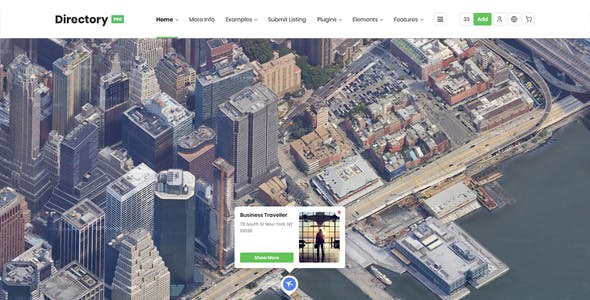 Directory PRO
Home More Info Examples Submit Listing Plugins Elements Features 33 Add
Business Traveller
78 South St New York, NY
10038
Show More